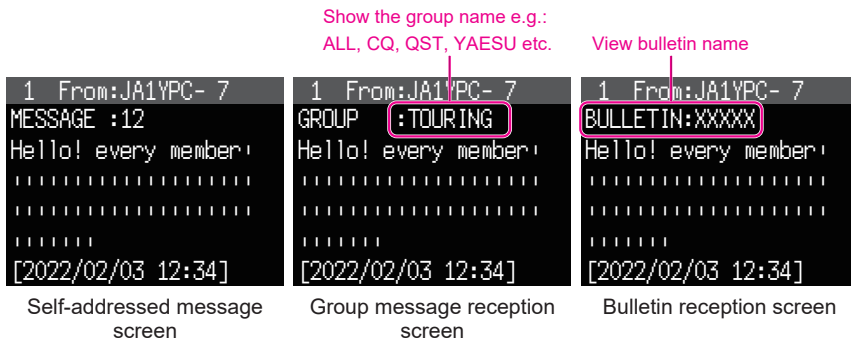 Show the group name e.g.:
ALL, CQ, QST, YAESU etc.
View bulletin name
1 From:JA1YPC- 7
MESSAGE :12
Hello! every member
[2022/02/03 12:34]
Self-addressed message
screen
1 From:JA1YPC- 7
GROUP :TOURING
Hello! every member
[2022/02/03 12:34]
Group message reception
screen
1 From:JA1YPC- 7
BULLETIN:XXXXX
Hello! every member
[2022/02/03 12:34]
Bulletin reception screen